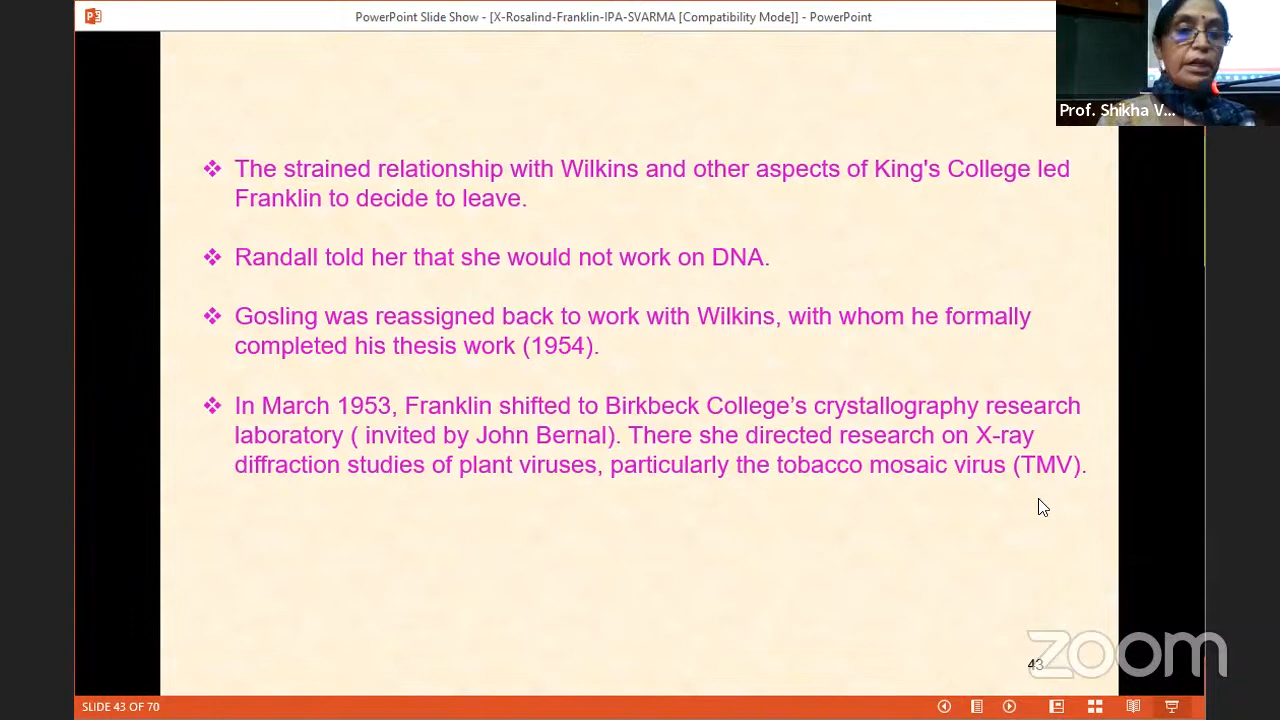 PowerPoint Slide Show - [X-Rosalind-Franklin-IPA-SVARMA [Compatibility Mode]] - PowerPoint
Prof. Shikha V...
❖ The strained relationship with Wilkins and other aspects of King's College led
Franklin to decide to leave.
❖ Randall told her that she would not work on DNA.
❖ Gosling was reassigned back to work with Wilkins, with whom he formally
completed his thesis work (1954).
❖ In March 1953, Franklin shifted to Birkbeck College’s crystallography research
laboratory ( invited by John Bernal). There she directed research on X-ray
diffraction studies of plant viruses, particularly the tobacco mosaic virus (TMV).
43
zoom
SLIDE 43 OF 70